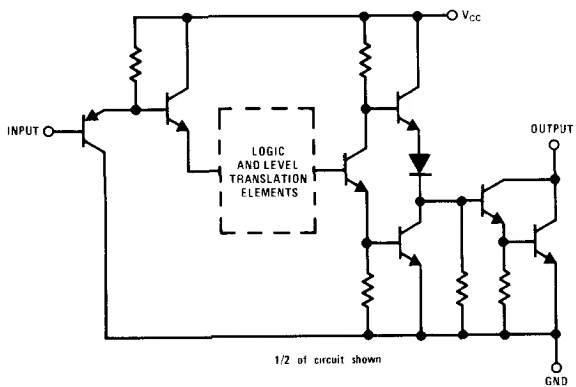 VCC
INPUT
LOGIC
AND LEVEL
TRANSLATION
ELEMENTS
OUTPUT
1/2 of circuit shown
GND